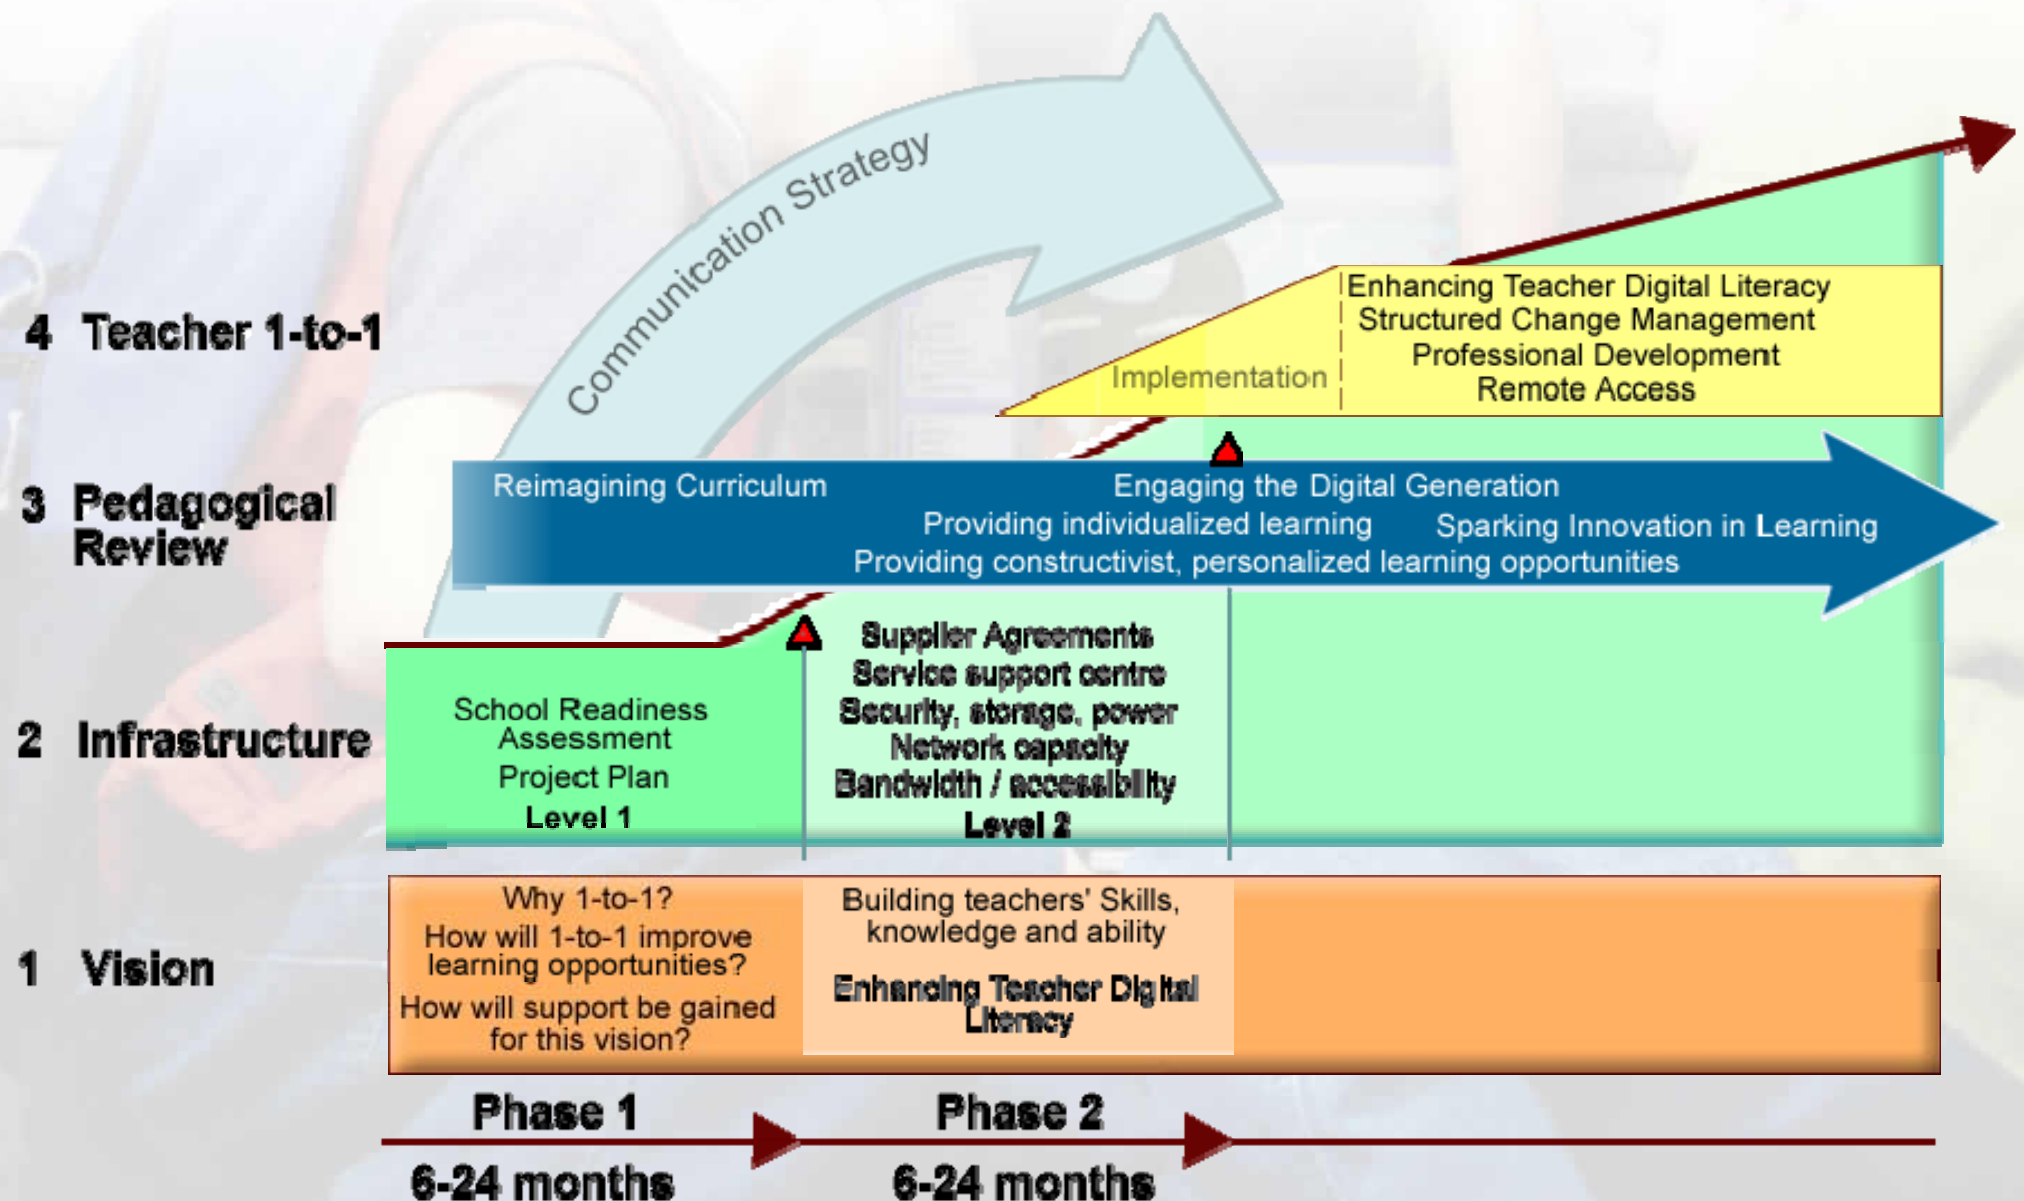 Communication Strategy
4 Teacher 1-to-1
Implementation
Enhancing Teacher Digital Literacy
Structured Change Management
Professional Development
Remote Access
3 Pedagogical
Review
Reimagining Curriculum
Engaging the Digital Generation
Providing individualized learning
Sparking Innovation in Learning
Providing constructivist, personalized learning opportunities
2 Infrastructure
School Readiness
Assessment
Project Plan
Level 1
Supplier Agreements
Service support centre
Security, storage, power
Network capacity
Bandwidth / accessibility
Level 2
1 Vision
Why 1-to-1?
How will 1-to-1 improve
learning opportunities?
How will support be gained
for this vision?
Building teachers' Skills,
knowledge and ability
Enhancing Teacher Digital
Literacy
Phase 1
6-24 months
Phase 2
6-24 months